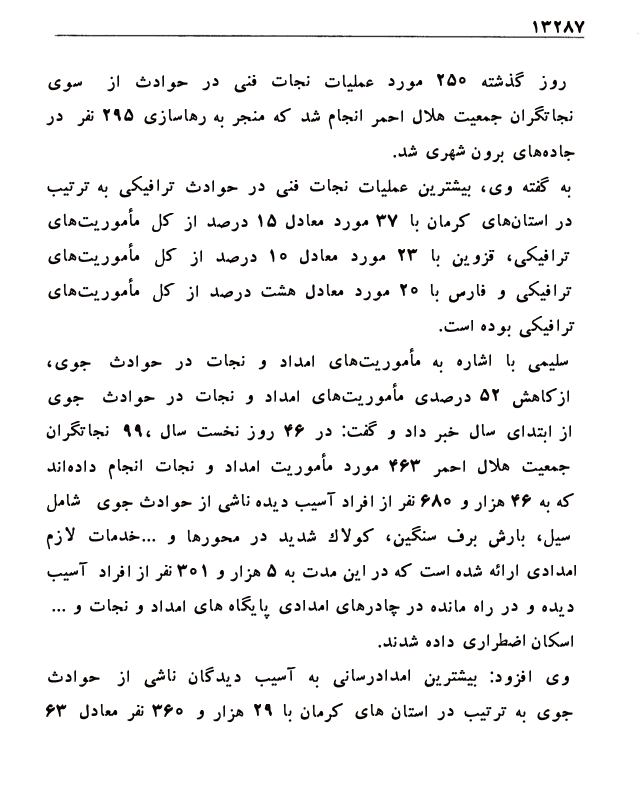 ۱۳۲۸۷
روز گذشته ۲۵۰ مورد عملیات نجات فنی در حوادث از سوی
نجاتگران جمعیت هلال احمر انجام شد که منجر به رهاسازی ۲۹۵ نفر در
جاده‌های برون شهری شد.
به گفته وی، بیشترین عملیات نجات فنی در حوادث ترافیکی به ترتیب
در استان‌های کرمان با ۳۷ مورد معادل ۱۵ درصد از کل مأموریت‌های
ترافیکی، قزوین با ۲۳ مورد معادل ۱۰ درصد از کل مأموریت‌های
ترافیکی و فارس با ۲۰ مورد معادل هشت درصد از کل مأموریت‌های
ترافیکی بوده است.
سلیمی با اشاره به مأموریت‌های امداد و نجات در حوادث جوی،
ازکاهش ۵۲ درصدی مأموریت‌های امداد و نجات در حوادث جوی
از ابتدای سال خبر داد و گفت: در ۴۶ روز نخست سال ۹۹، نجاتگران
جمعیت هلال احمر ۴۶۳ مورد مأموریت امداد و نجات انجام داده‌اند
که به ۴۶ هزار و ۶۸۰ نفر از افراد آسیب دیده ناشی از حوادث جوی شامل
سیل، بارش برف سنگین، کولاك شدید در محورها و ...خدمات لازم
امدادی ارائه شده است که در این مدت به ۵ هزار و ۳۰۱ نفر از افراد آسیب
دیده و در راه مانده در چادرهای امدادی پایگاه های امداد و نجات و ...
اسکان اضطراری داده شدند.
وی افزود: بیشترین امدادرسانی به آسیب دیدگان ناشی از حوادث
جوی به ترتیب در استان های کرمان با ۲۹ هزار و ۳۶۰ نفر معادل ۶۳